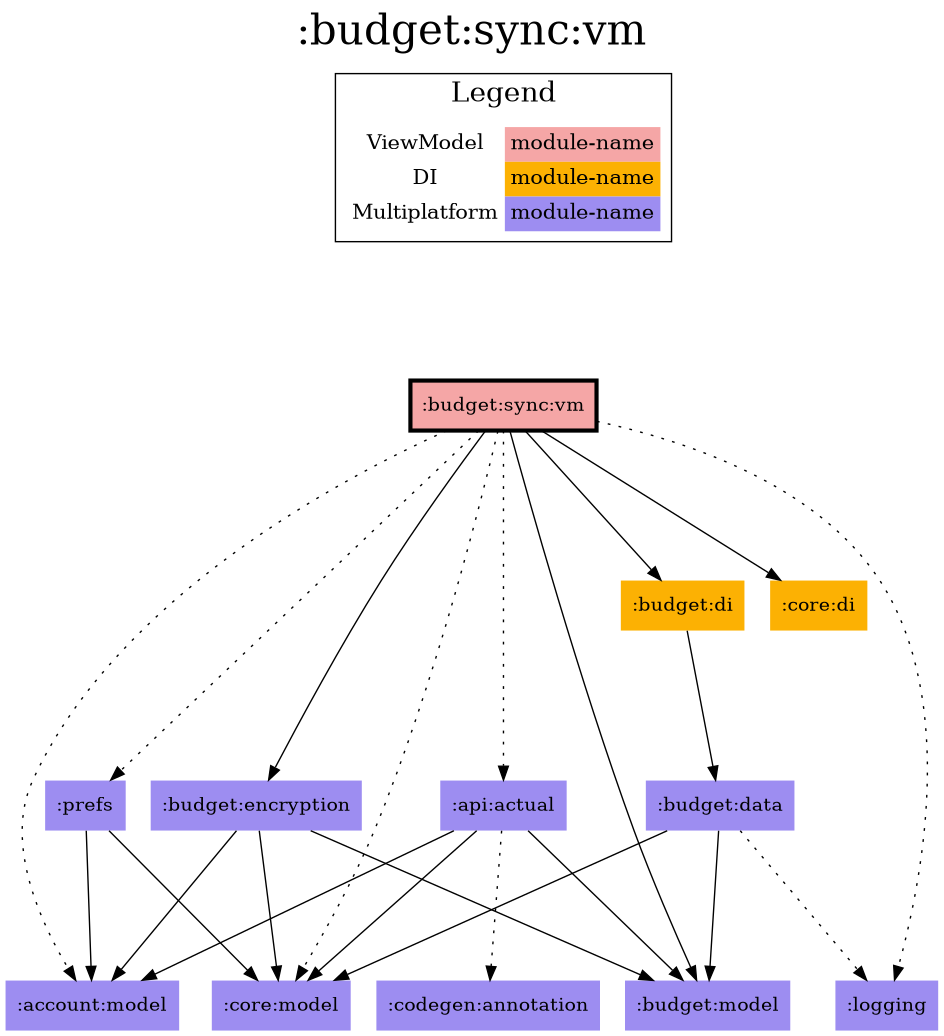 :budget:sync:vm
Legend
ViewModel module-name
DI module-name
Multiplatform module-name
:budget:sync:vm
:budget:di
:core:di
:prefs
:budget:encryption
:api:actual
:budget:data
:account:model
:core:model
:codegen:annotation
:budget:model
:logging